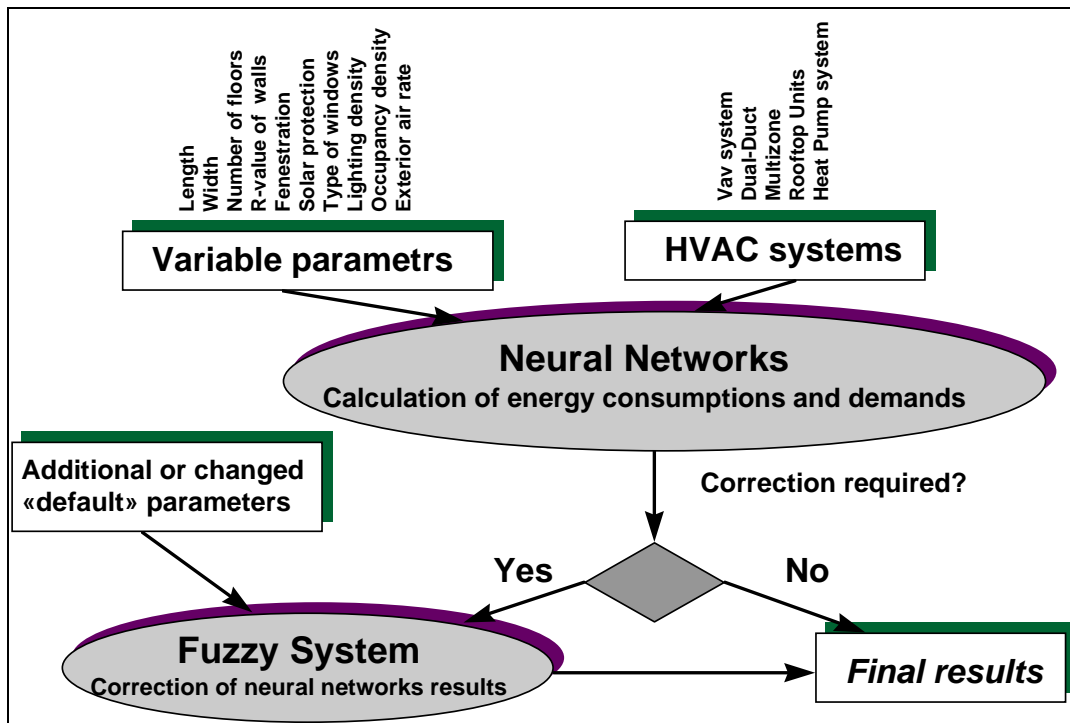 Length
Width
Number of floors
R-value of walls
Fenestration
Solar protection
Type of windows
Lighting density
Occupancy density
Exterior air rate
Vav system
Dual-Duct
Multizone
Rooftop Units
Heat Pump system
Variable parametrs
HVAC systems
Neural Networks
Calculation of energy consumptions and demands
Additional or changed
«default» parameters
Correction required?
Yes
No
Fuzzy System
Correction of neural networks results
Final results